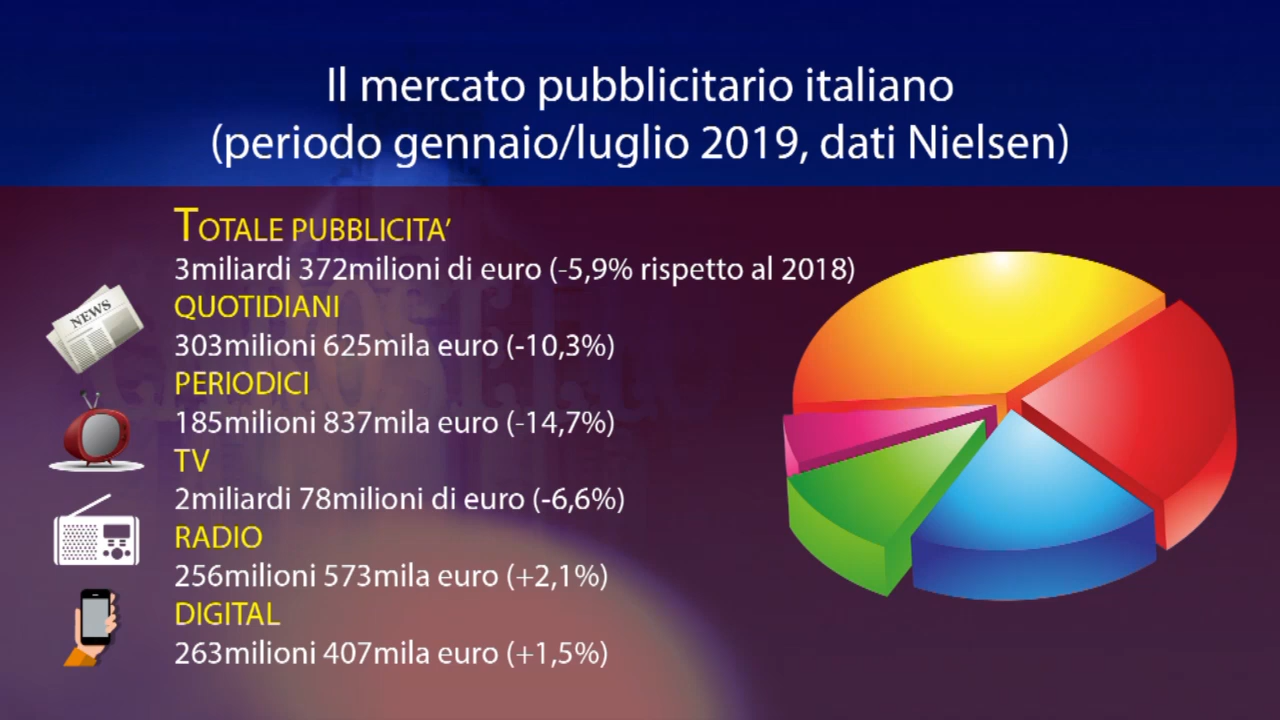 Il mercato pubblicitario italiano
(periodo gennaio/luglio 2019, dati Nielsen)
TOTALE PUBBLICITA’
3miliardi 372milioni di euro (-5,9% rispetto al 2018)
NEWS
QUOTIDIANI
303milioni 625mila euro (-10,3%)
PERIODICI
185milioni 837mila euro (-14,7%)
TV
2miliardi 78milioni di euro (-6,6%)
RADIO
256milioni 573mila euro (+2,1%)
DIGITAL
263milioni 407mila euro (+1,5%)